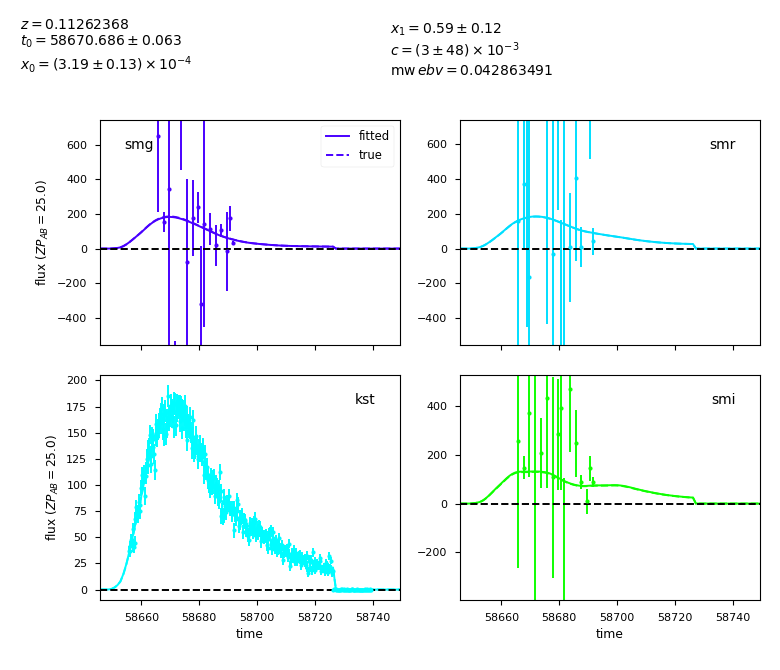 z = 0.11262368
t₀ = 58670.686 ± 0.063
x₀ = (3.19 ± 0.13) × 10⁻⁴
x₁ = 0.59 ± 0.12
c = (3 ± 48) × 10⁻³
mw ebv = 0.042863491
smg
fitted
true
600
400
200
0
−200
−400
flux (ZP_AB = 25.0)
smr
600
400
200
0
−200
−400
kst
200
175
150
125
100
75
50
25
0
flux (ZP_AB = 25.0)
58660 58680 58700 58720 58740
time
smi
400
200
0
−200
58660 58680 58700 58720 58740
time